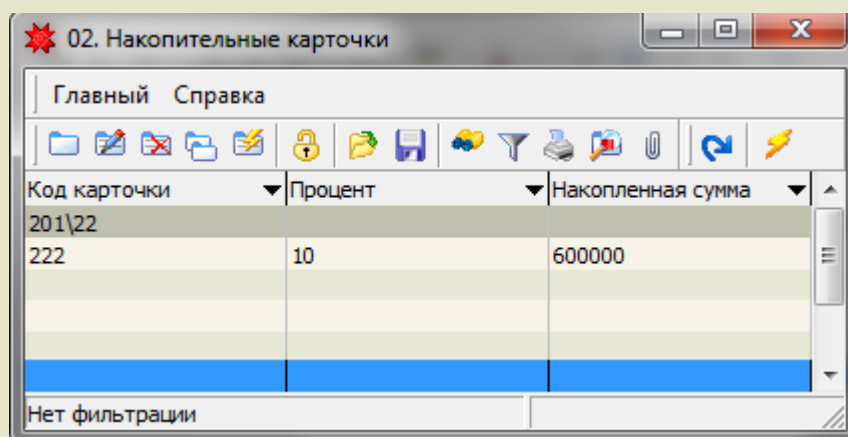 02. Накопительные карточки
Главный Справка
Код карточки Процент Накопленная сумма
201\22
222 10 600000
Нет фильтрации